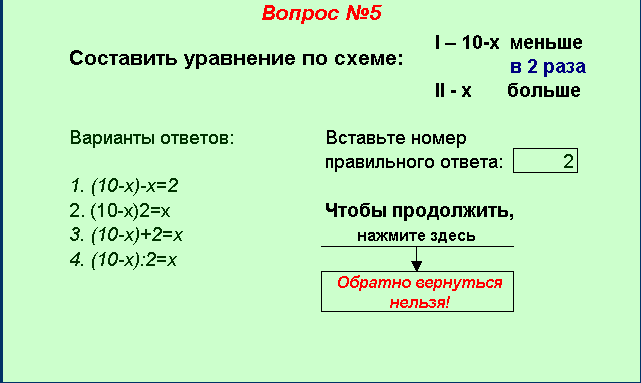 Вопрос №5
Составить уравнение по схеме:
I – 10-х меньше
в 2 раза
II - х больше
Варианты ответов:
1. (10-х)-х=2
2. (10-х)2=х
3. (10-х)+2=х
4. (10-х):2=х
Вставьте номер
правильного ответа: 2
Чтобы продолжить,
нажмите здесь
Обратно вернуться
нельзя!